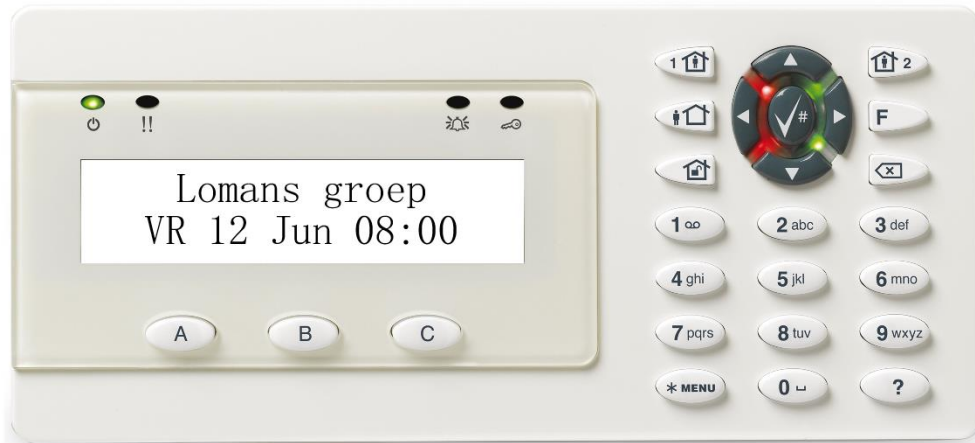 1
2
!!
Lomans groep
VR 12 Jun 08:00
A
B
C
#
F
1
2 abc
3 def
4 ghi
5 jkl
6 mno
7 pqrs
8 tuv
9 wxyz
* MENU
0
?